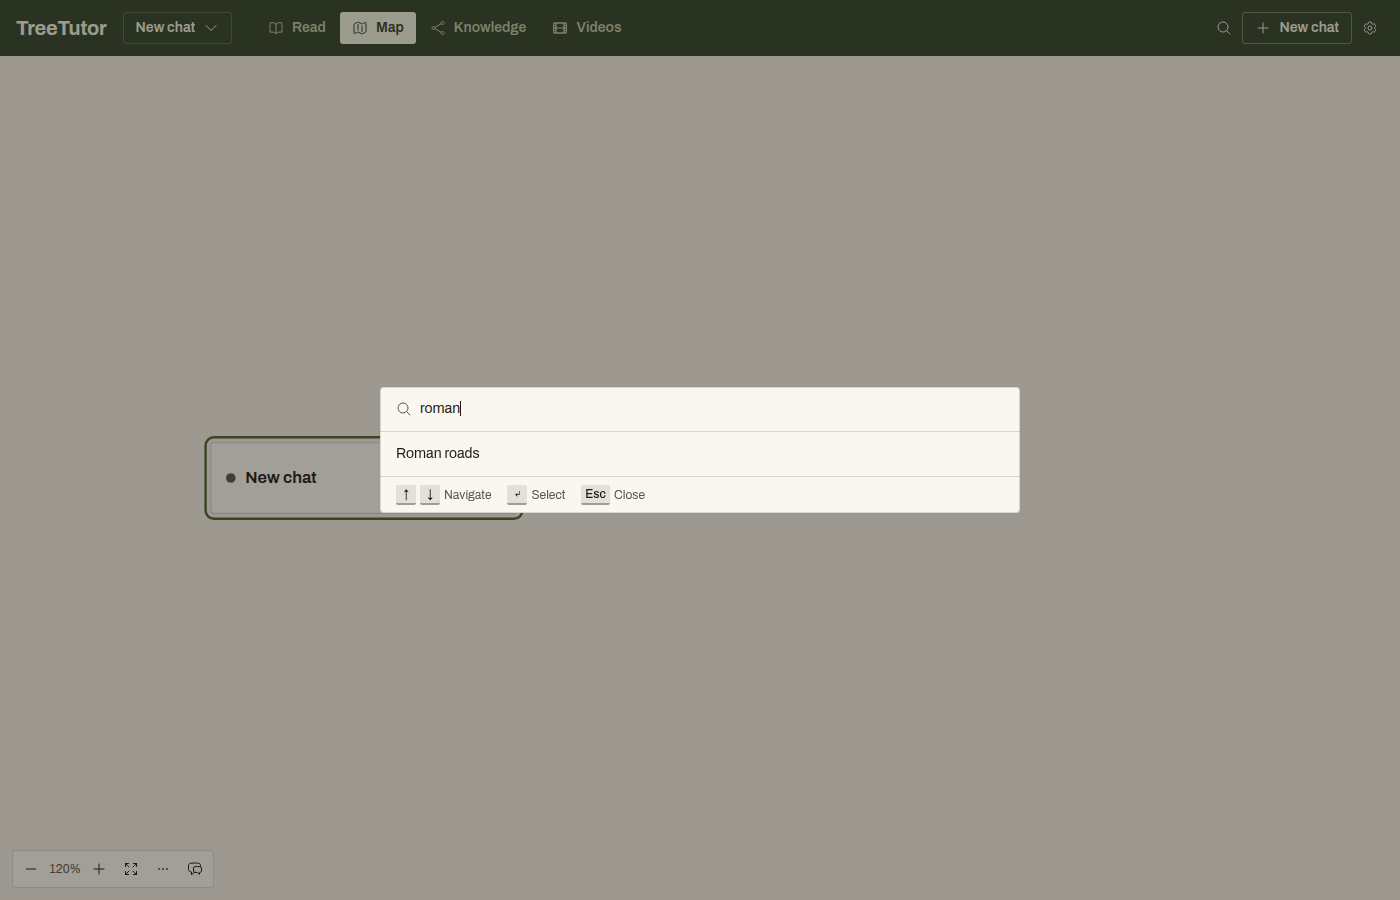 TreeTutor
New chat
Read
Map
Knowledge
Videos
New chat
roman
Roman roads
New chat
↑ ↓ Navigate
↵ Select
Esc Close
120%